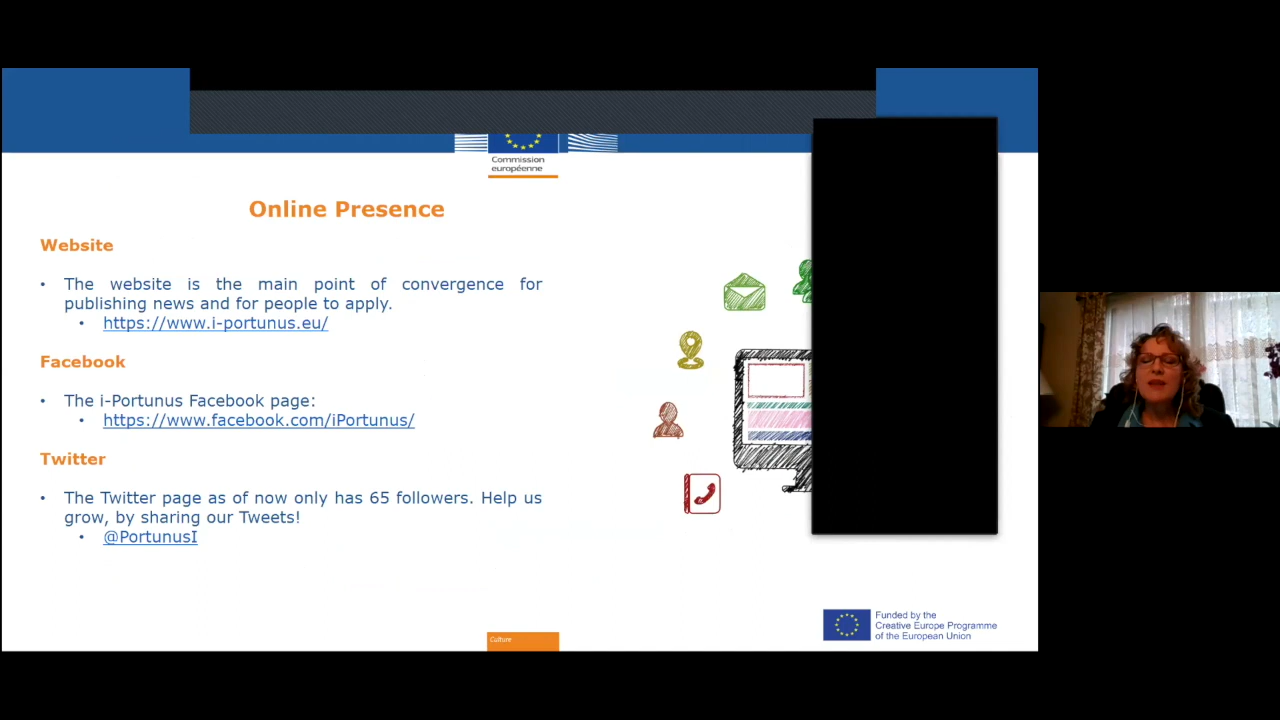 Commission
européenne
Online Presence
Website
• The website is the main point of convergence for
publishing news and for people to apply.
• https://www.i-portunus.eu/
Facebook
• The i-Portunus Facebook page:
• https://www.facebook.com/iPortunus/
Twitter
• The Twitter page as of now only has 65 followers. Help us
grow, by sharing our Tweets!
• @PortunusI
Culture
Funded by the
Creative Europe Programme
of the European Union